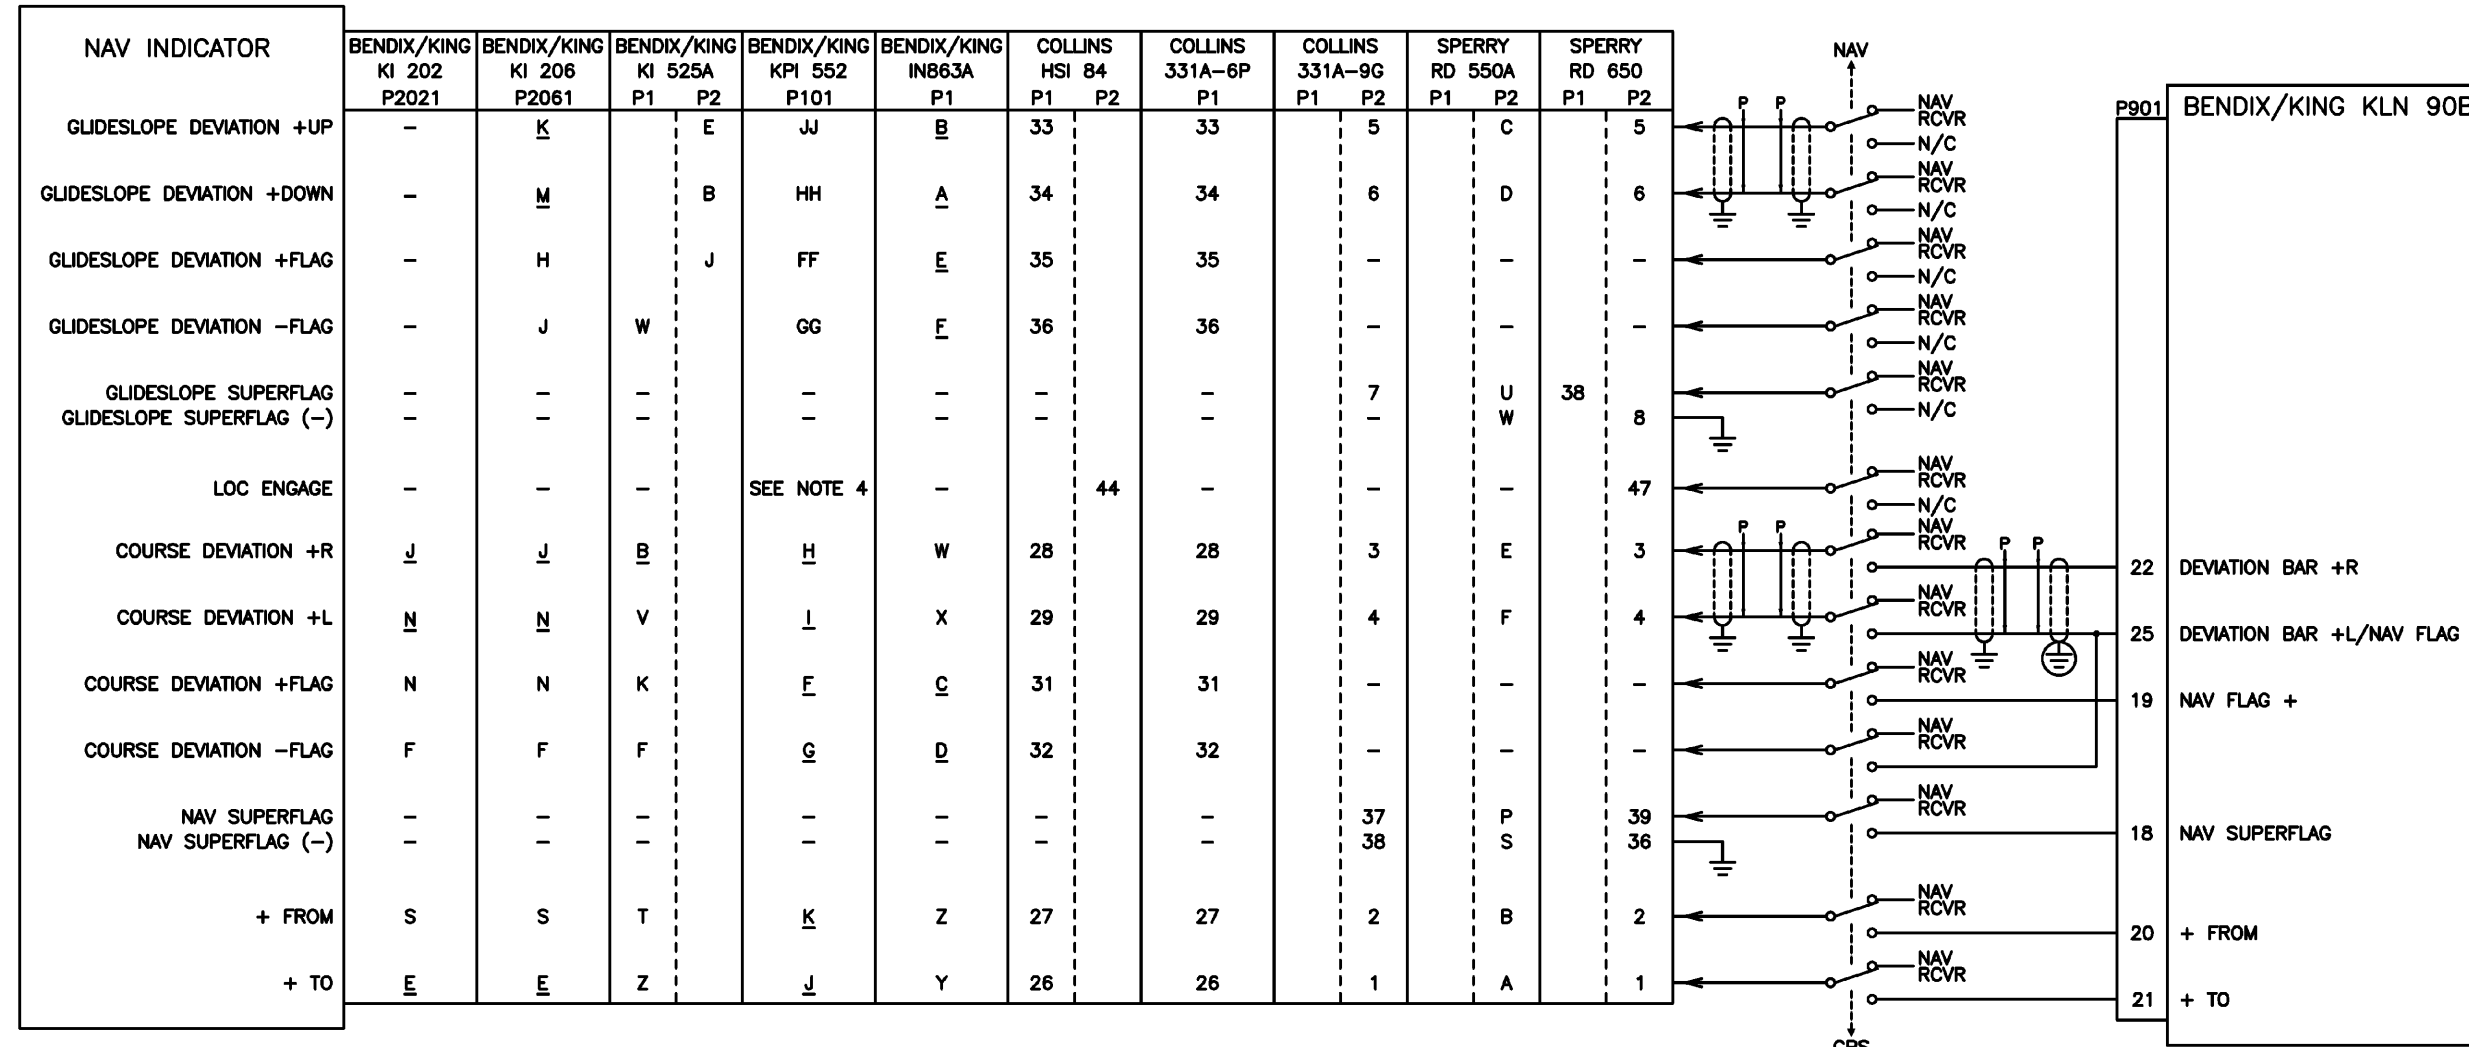 NAV INDICATOR
BENDIX/KING BENDIX/KING BENDIX/KING BENDIX/KING BENDIX/KING COLLINS COLLINS COLLINS SPERRY SPERRY
KI 202 KI 206 KI 525A KPI 552 IN863A HSI 84 331A-6P 331A-9G RD 550A RD 650
P2021 P2061 P1 P2 P101 P1 P1 P2 P1 P1 P2 P1 P2 P1 P2
NAV
P901 BENDIX/KING KLN 90B
GLIDESLOPE DEVIATION +UP - K E JJ B 33 33 5 C 5 P P NAV RCVR
N/C
GLIDESLOPE DEVIATION +DOWN - M B HH A 34 34 6 D 6 NAV RCVR
N/C
GLIDESLOPE DEVIATION +FLAG - H J FF E 35 35 - - - NAV RCVR
N/C
GLIDESLOPE DEVIATION -FLAG - J W GG F 36 36 - - - NAV RCVR
N/C
GLIDESLOPE SUPERFLAG - - - - - - - 7 U 38 NAV RCVR
GLIDESLOPE SUPERFLAG (-) - - - - - - - - W 8 N/C
LOC ENGAGE - - - SEE NOTE 4 - 44 - - - 47 NAV RCVR
N/C
COURSE DEVIATION +R J J B H W 28 28 3 E 3 P P NAV RCVR P P
22 DEVIATION BAR +R
COURSE DEVIATION +L N N V I X 29 29 4 F 4 NAV RCVR
25 DEVIATION BAR +L/NAV FLAG
COURSE DEVIATION +FLAG N N K F C 31 31 - - - NAV RCVR
19 NAV FLAG +
COURSE DEVIATION -FLAG F F F G D 32 32 - - - NAV RCVR
NAV SUPERFLAG - - - - - - - 37 P 39 NAV RCVR
NAV SUPERFLAG (-) - - - - - - - 38 S 36 18 NAV SUPERFLAG
+ FROM S S T K Z 27 27 2 B 2 NAV RCVR
20 + FROM
+ TO E E Z J Y 26 26 1 A 1 NAV RCVR
21 + TO
GPS